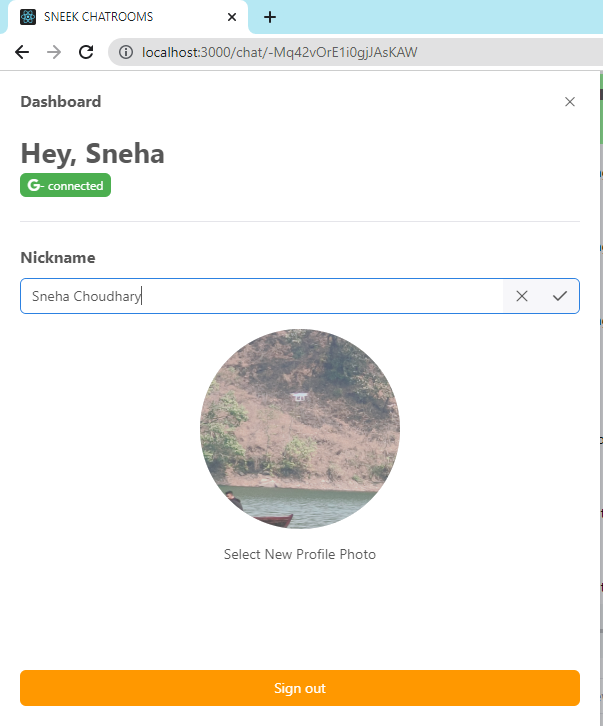 SNEEK CHATROOMS
localhost:3000/chat/-Mq42vOrE1i0gjJAsKAW
Dashboard
Hey, Sneha
G- connected
Nickname
Sneha Choudhary
Select New Profile Photo
Sign out